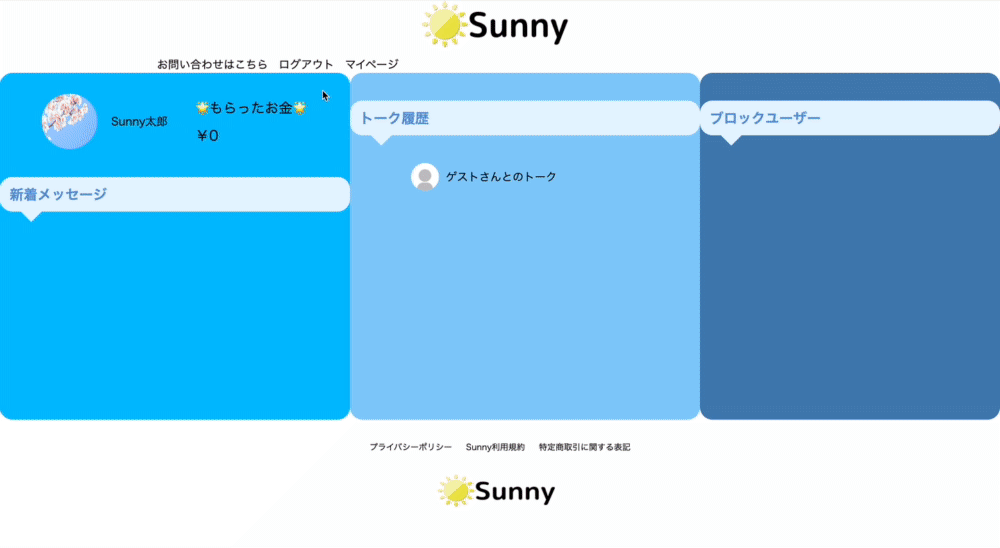 Sunny
お問い合わせはこちら ログアウト マイページ
Sunny太郎
🌟もらったお金🌟
¥0
新着メッセージ
トーク履歴
ゲストさんとのトーク
ブロックユーザー
プライバシーポリシー Sunny利用規約 特定商取引に関する表記
Sunny